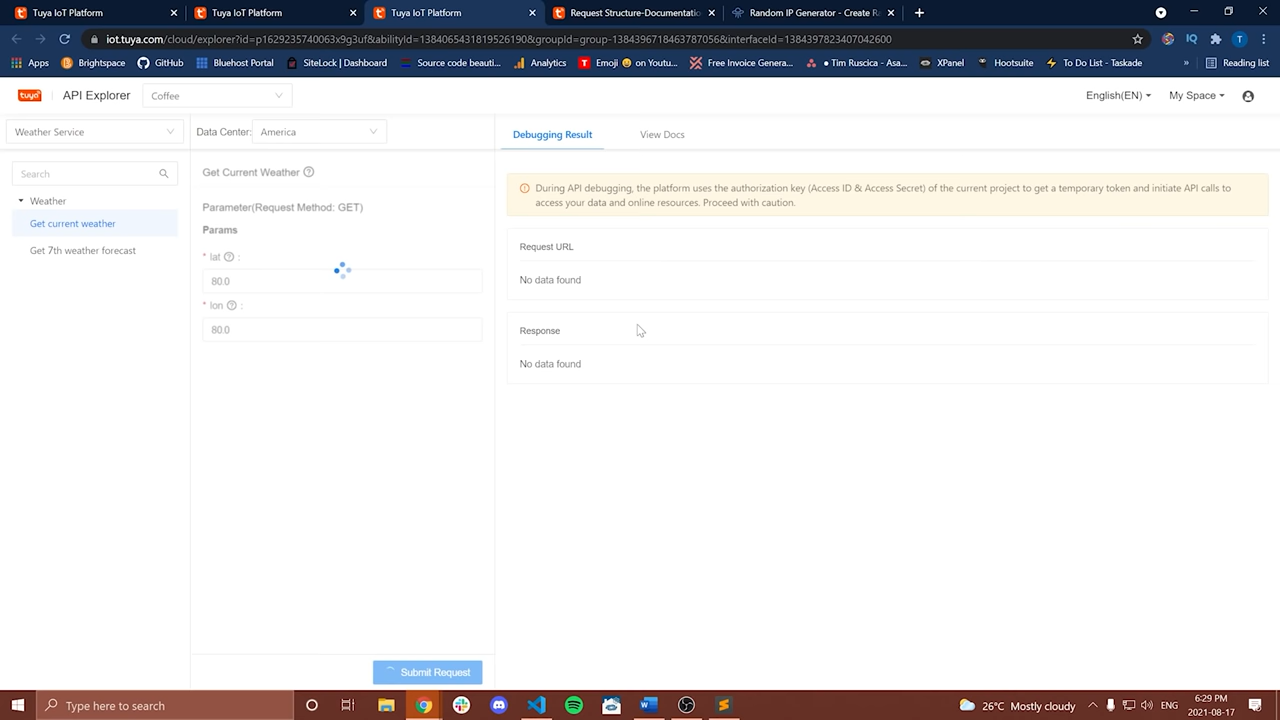 Tuya IoT Platform
Tuya IoT Platform
Tuya IoT Platform
Request Structure-Documentatio
Random IP Generator - Create Ra
iot.tuya.com/cloud/explorer?id=p1629235740063x9g3uf&abilityId=1384065431819526190&groupId=group-1384396718463787056&interfaceId=1384397823407042600
Apps
Brightspace
GitHub
Bluehost Portal
SiteLock | Dashboard
Source code beauti...
Analytics
Emoji 😀 on Youtu...
Free Invoice Genera...
Tim Ruscica - Asa...
XPanel
Hootsuite
To Do List - Taskade
»
Reading list
tuya
API Explorer
Coffee
English(EN)
My Space
Weather Service
Data Center:
America
Debugging Result
View Docs
Search
Weather
Get current weather
Get 7th weather forecast
Get Current Weather
Parameter(Request Method: GET)
Params
* lat :
80.0
* lon :
80.0
Submit Request
During API debugging, the platform uses the authorization key (Access ID & Access Secret) of the current project to get a temporary token and initiate API calls to
access your data and online resources. Proceed with caution.
Request URL
No data found
Response
No data found
Type here to search
26°C Mostly cloudy
ENG
6:29 PM
2021-08-17